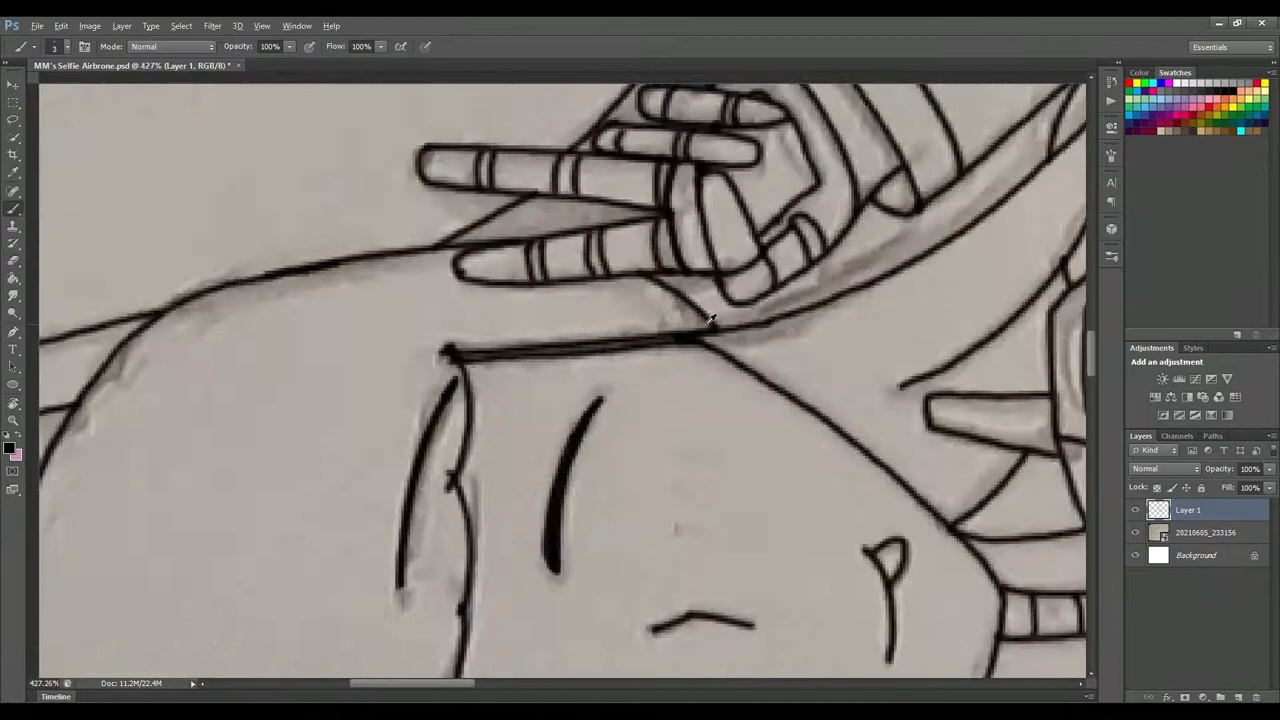 Ps File Edit Image Layer Type Select Filter 3D View Window Help
3 Mode: Normal Opacity: 100% Flow: 100% Essentials
MM's Selfie Airbrone.psd @ 427% (Layer 1, RGB/8) * ×
Color Swatches
Adjustments Styles
Add an adjustment
Layers Channels Paths
Kind
Normal Opacity: 100%
Lock: Fill: 100%
Layer 1
20210605_233156
Background
427.26% Doc: 11.2M/22.4M
Timeline